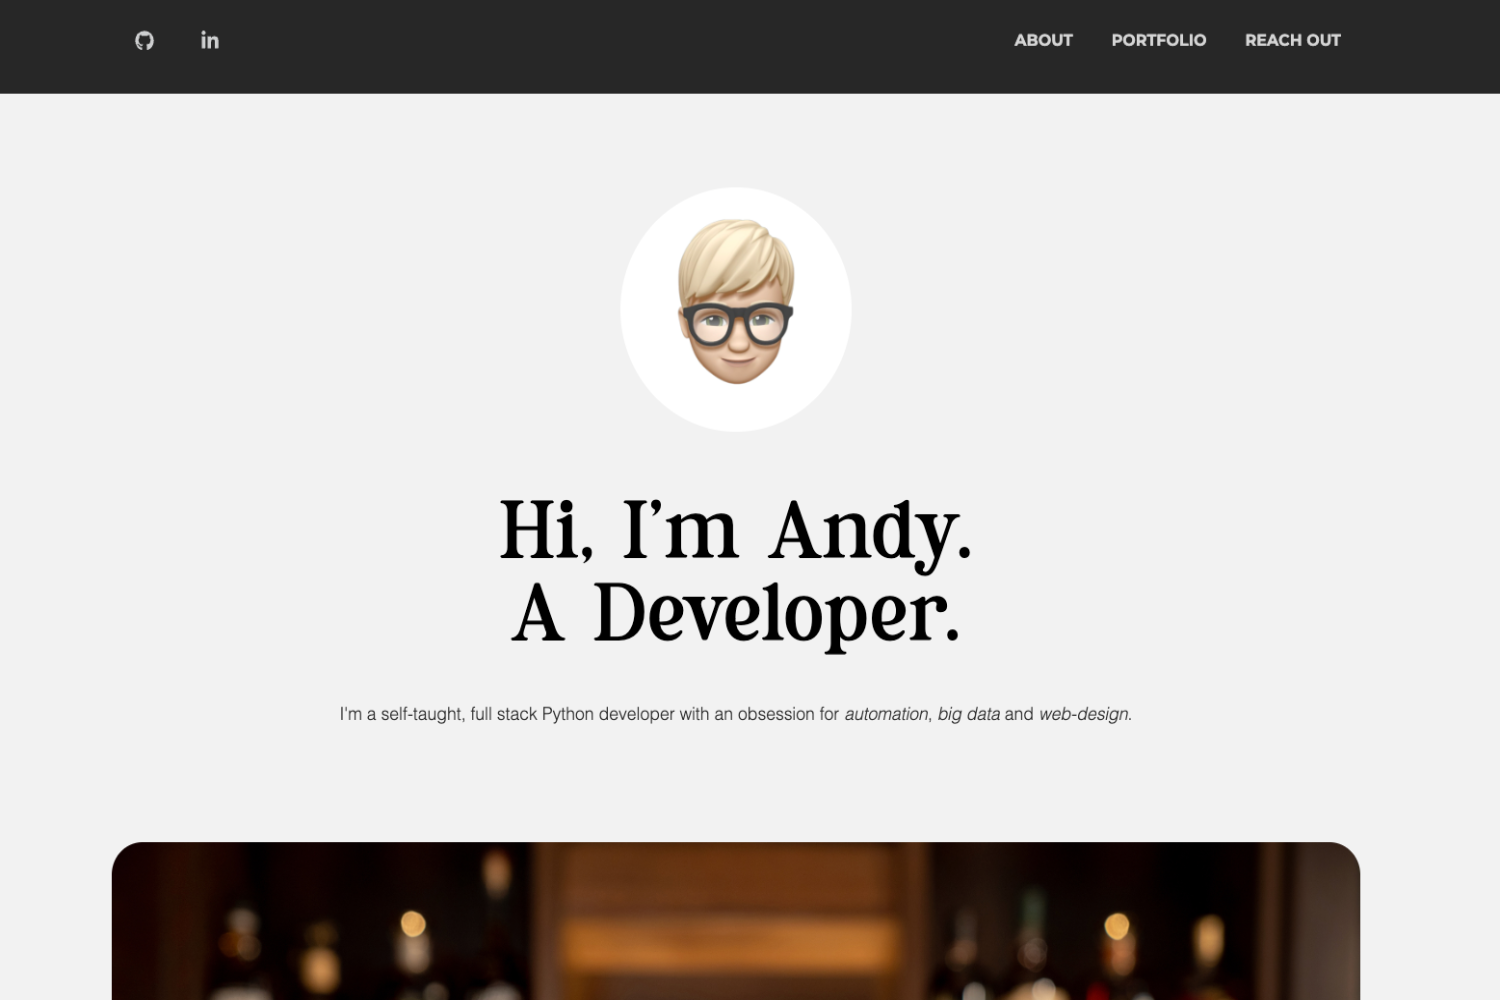 in
ABOUT PORTFOLIO REACH OUT
Hi, I’m Andy.
A Developer.
I'm a self-taught, full stack Python developer with an obsession for automation, big data and web-design.